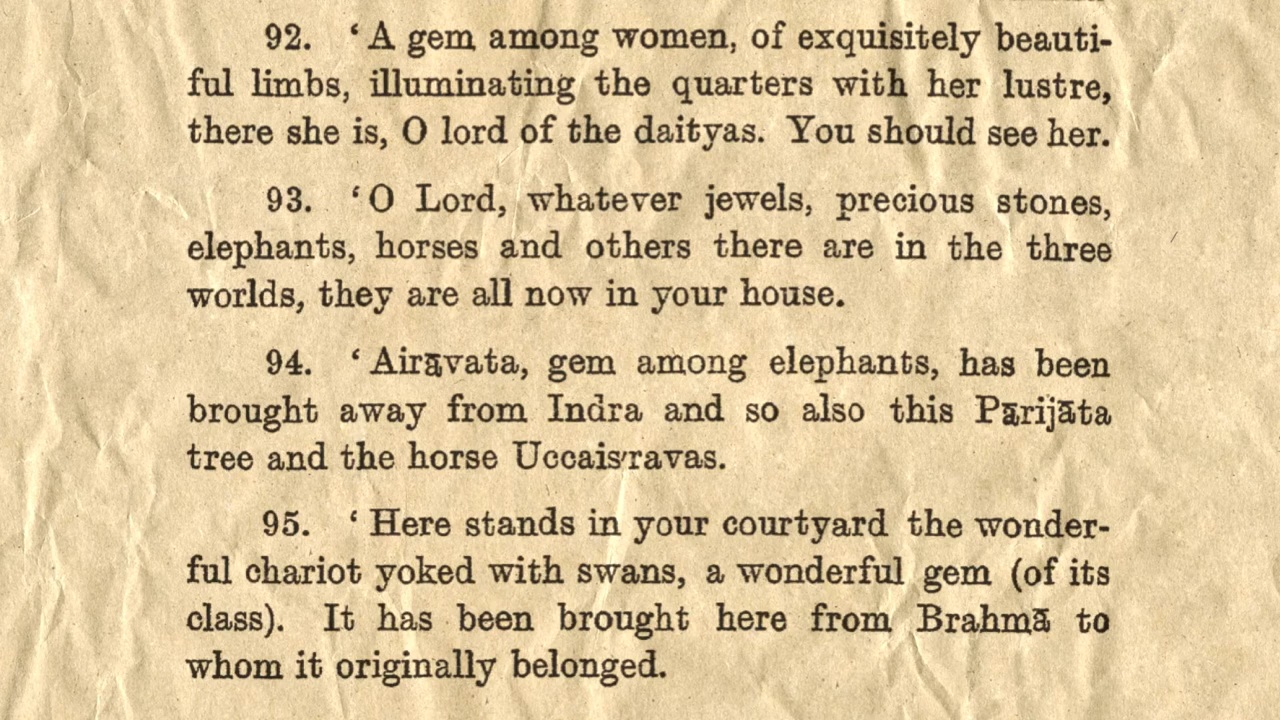 92. ‘A gem among women, of exquisitely beauti-
ful limbs, illuminating the quarters with her lustre,
there she is, O lord of the daityas. You should see her.
93. ‘O Lord, whatever jewels, precious stones,
elephants, horses and others there are in the three
worlds, they are all now in your house.
94. ‘Airāvata, gem among elephants, has been
brought away from Indra and so also this Pārijāta
tree and the horse Uccais′ravas.
95. ‘Here stands in your courtyard the wonder-
ful chariot yoked with swans, a wonderful gem (of its
class). It has been brought here from Brahmā to
whom it originally belonged.